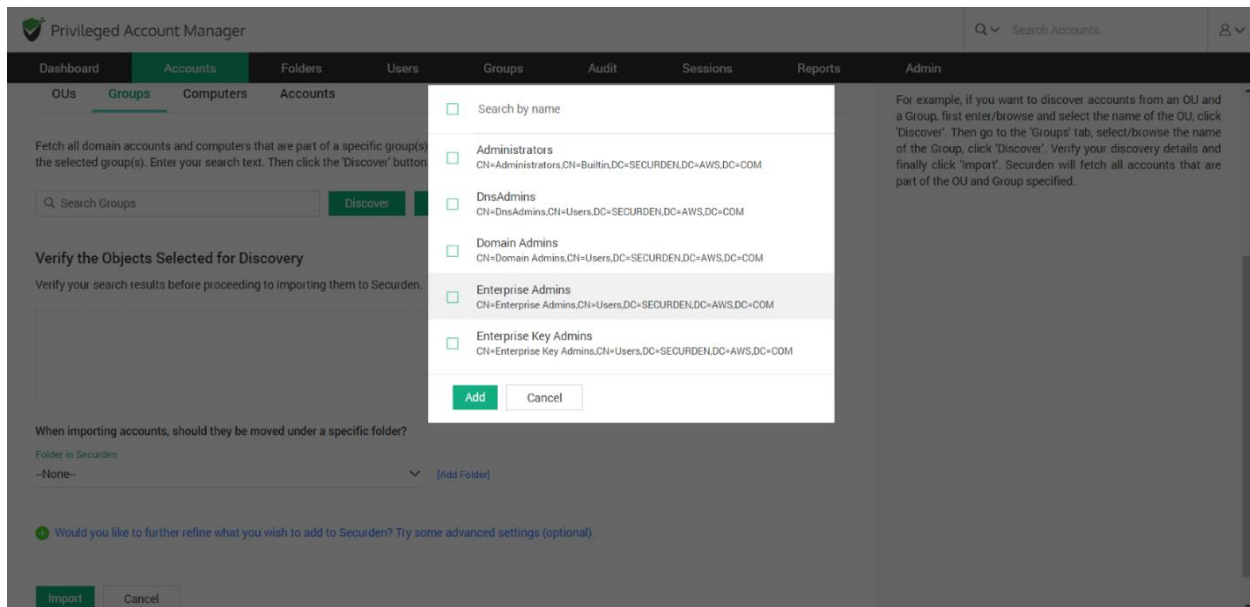 Privileged Account Manager
Search Accounts
Dashboard Accounts Folders Users Groups Audit Sessions Reports Admin
OUs Groups Computers Accounts
Fetch all domain accounts and computers that are part of a specific group(s)
the selected group(s). Enter your search text. Then click the 'Discover' button
Search Groups
Discover
Verify the Objects Selected for Discovery
Verify your search results before proceeding to importing them to Securden.
When importing accounts, should they be moved under a specific folder?
Folder in Securden
--None--
[Add Folder]
Would you like to further refine what you wish to add to Securden? Try some advanced settings (optional).
Import Cancel
Search by name
Administrators
CN=Administrators,CN=Builtin,DC=SECURDEN,DC=AWS,DC=COM
DnsAdmins
CN=DnsAdmins,CN=Users,DC=SECURDEN,DC=AWS,DC=COM
Domain Admins
CN=Domain Admins,CN=Users,DC=SECURDEN,DC=AWS,DC=COM
Enterprise Admins
CN=Enterprise Admins,CN=Users,DC=SECURDEN,DC=AWS,DC=COM
Enterprise Key Admins
CN=Enterprise Key Admins,CN=Users,DC=SECURDEN,DC=AWS,DC=COM
Add Cancel
For example, if you want to discover accounts from an OU and
a Group, first enter/browse and select the name of the OU, click
'Discover'. Then go to the 'Groups' tab, select/browse the name
of the Group, click 'Discover'. Verify your discovery details and
finally click 'Import'. Securden will fetch all accounts that are
part of the OU and Group specified.